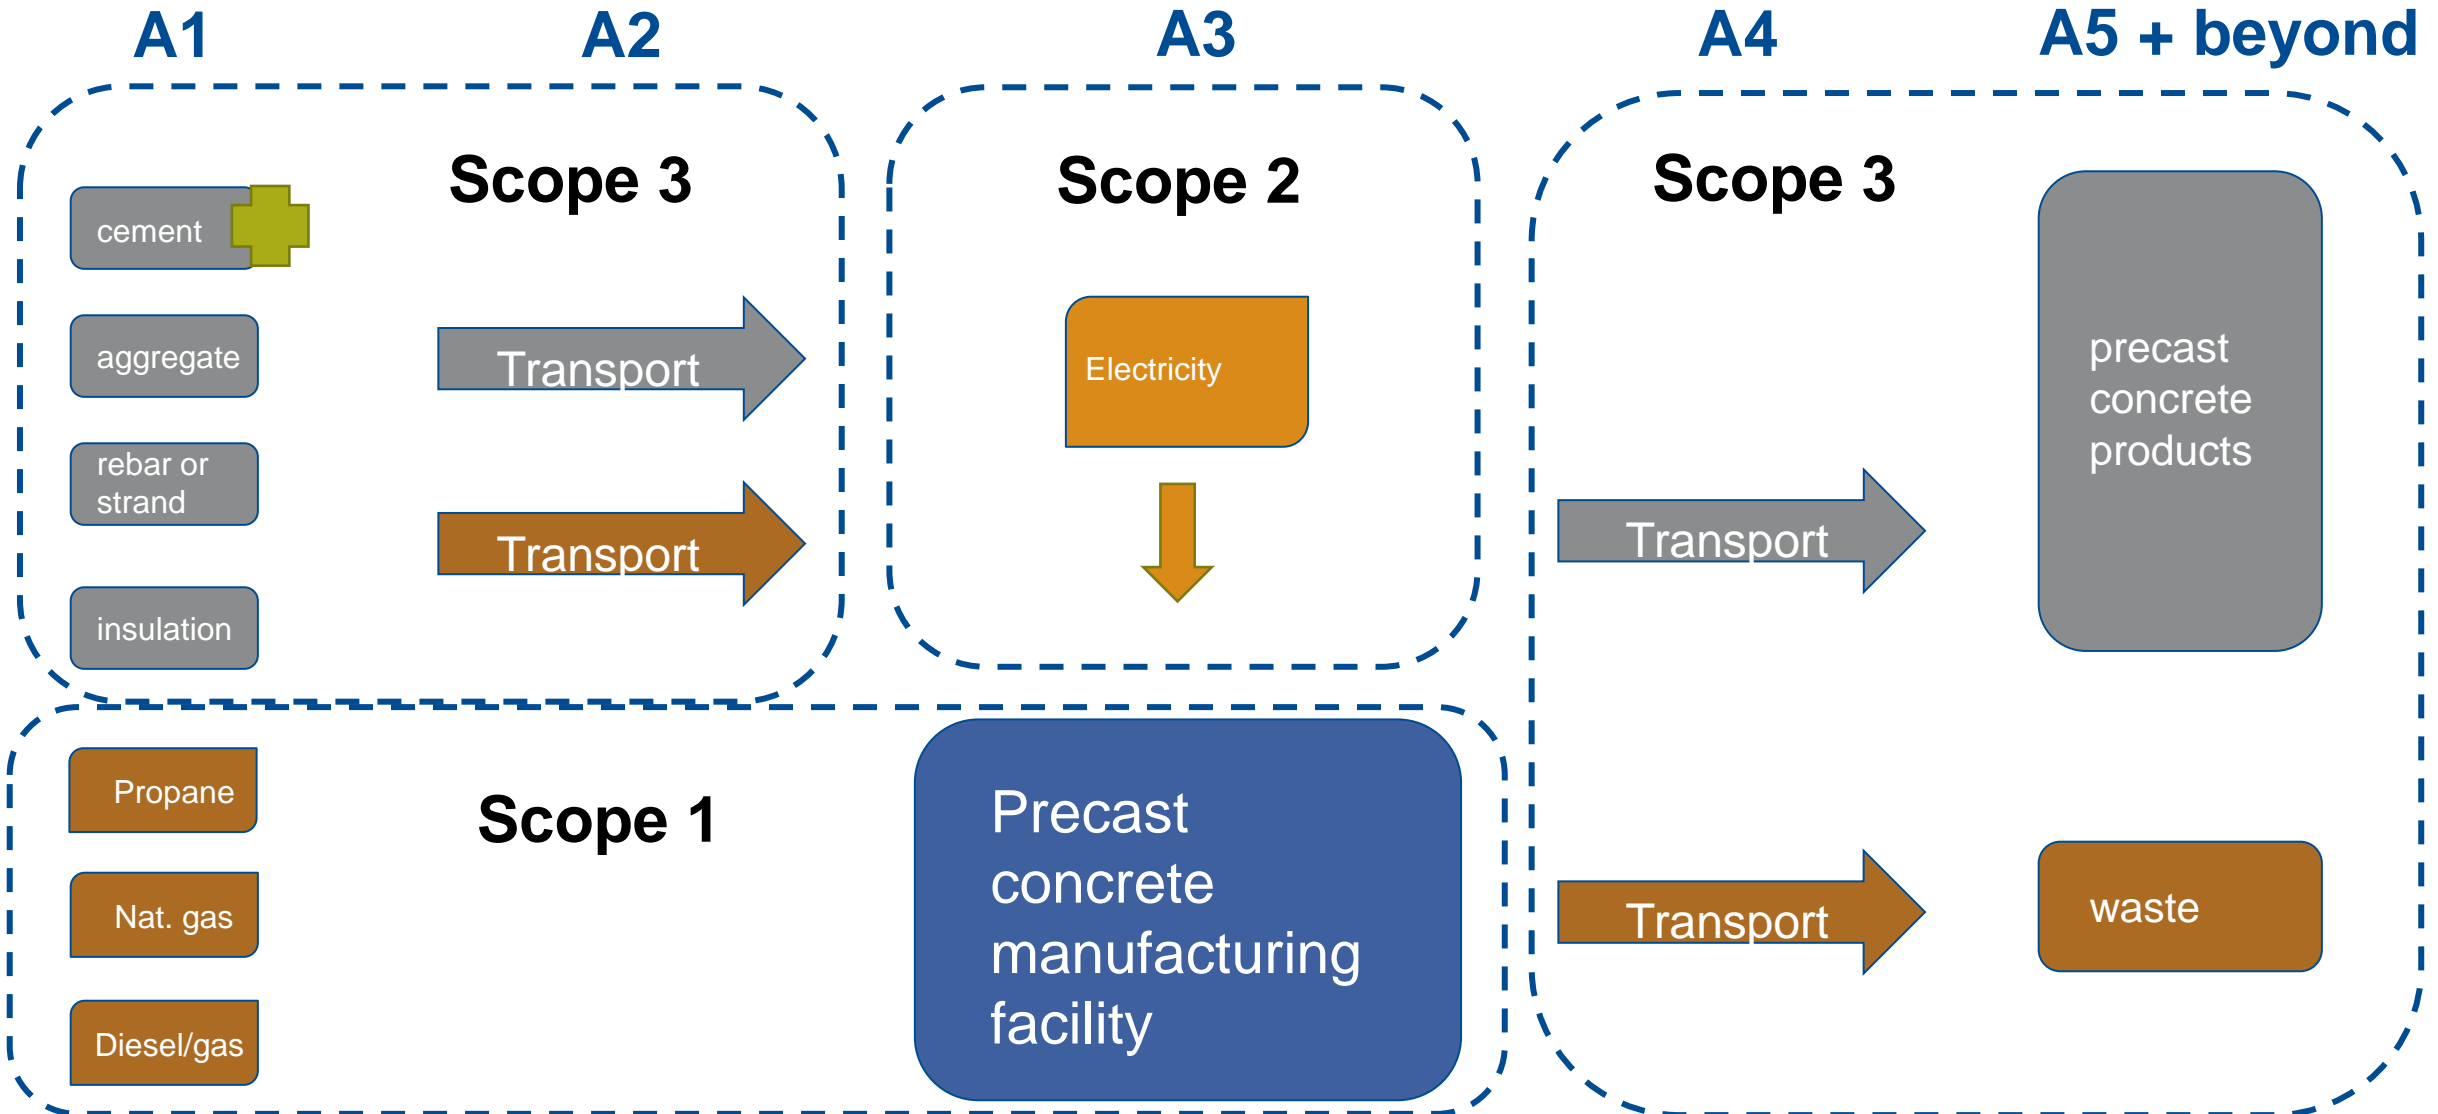 A1
A2
A3
A4
A5 + beyond
Scope 3
cement
aggregate
rebar or
strand
insulation
Transport
Transport
Scope 2
Electricity
Scope 3
Transport
precast
concrete
products
Transport
waste
Scope 1
Propane
Nat. gas
Diesel/gas
Precast
concrete
manufacturing
facility